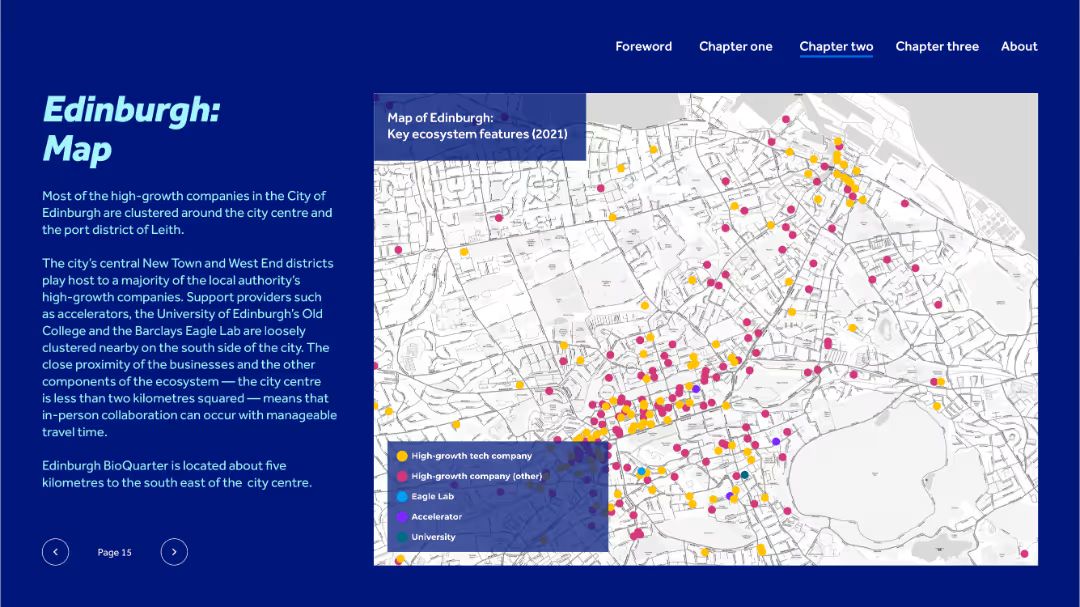 Foreword Chapter one Chapter two Chapter three About
Edinburgh:
Map
Most of the high-growth companies in the City of
Edinburgh are clustered around the city centre and
the port district of Leith.
The city's central New Town and West End districts
play host to a majority of the local authority's
high-growth companies. Support providers such
as accelerators, the University of Edinburgh's Old
College and the Barclays Eagle Lab are loosely
clustered nearby on the south side of the city. The
close proximity of the businesses and the other
components of the ecosystem — the city centre
is less than two kilometres squared — means that
in-person collaboration can occur with manageable
travel time.
Edinburgh BioQuarter is located about five
kilometres to the south east of the city centre.
Page 15
Map of Edinburgh:
Key ecosystem features (2021)
High-growth tech company
High-growth company (other)
Eagle Lab
Accelerator
University